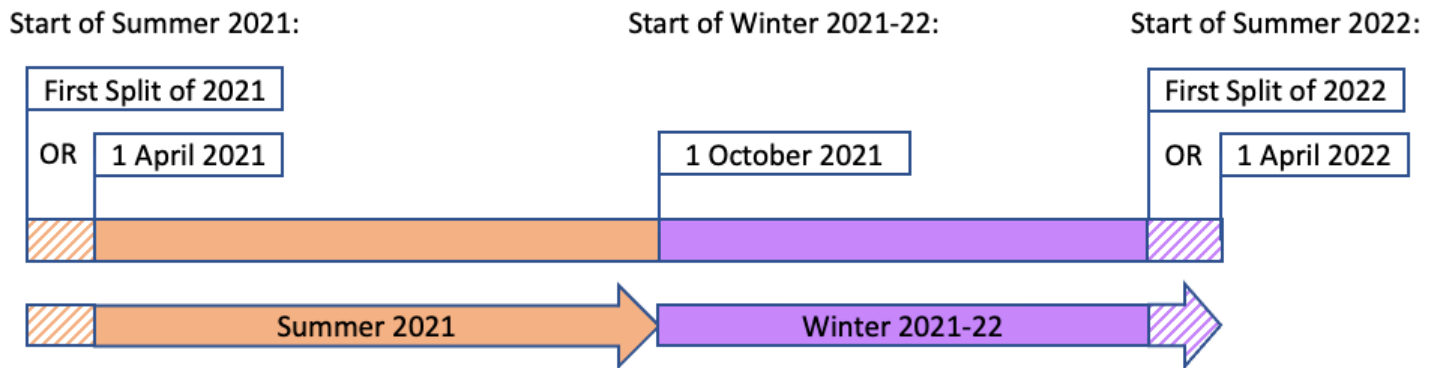 Start of Summer 2021:
Start of Winter 2021-22:
Start of Summer 2022:
First Split of 2021
First Split of 2022
OR
1 April 2021
1 October 2021
OR
1 April 2022
Summer 2021
Winter 2021-22